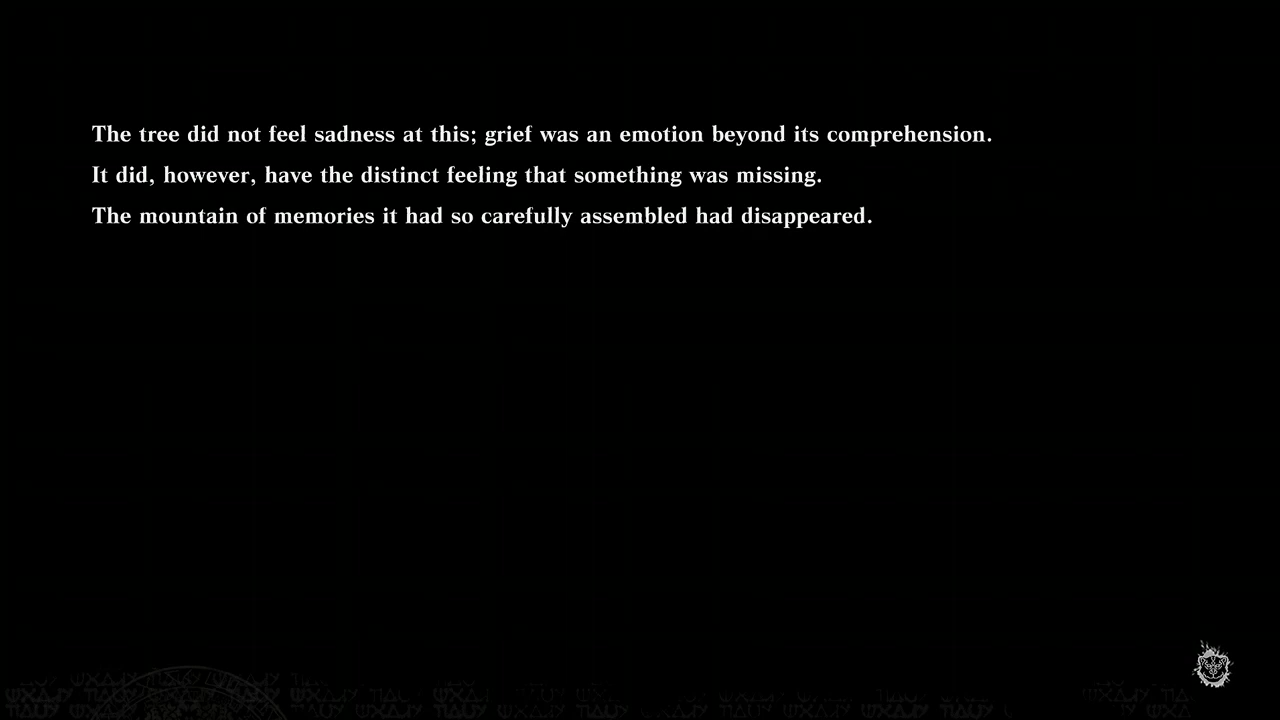 The tree did not feel sadness at this; grief was an emotion beyond its comprehension.
It did, however, have the distinct feeling that something was missing.
The mountain of memories it had so carefully assembled had disappeared.